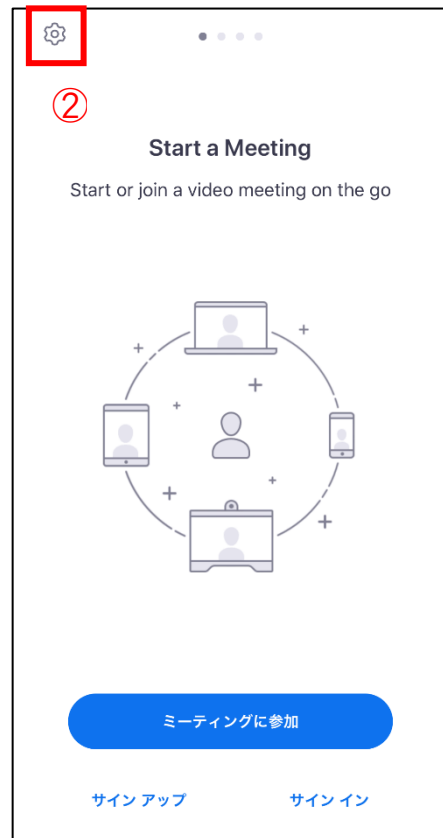 ②
Start a Meeting
Start or join a video meeting on the go
ミーティングに参加
サイン アップ
サイン イン